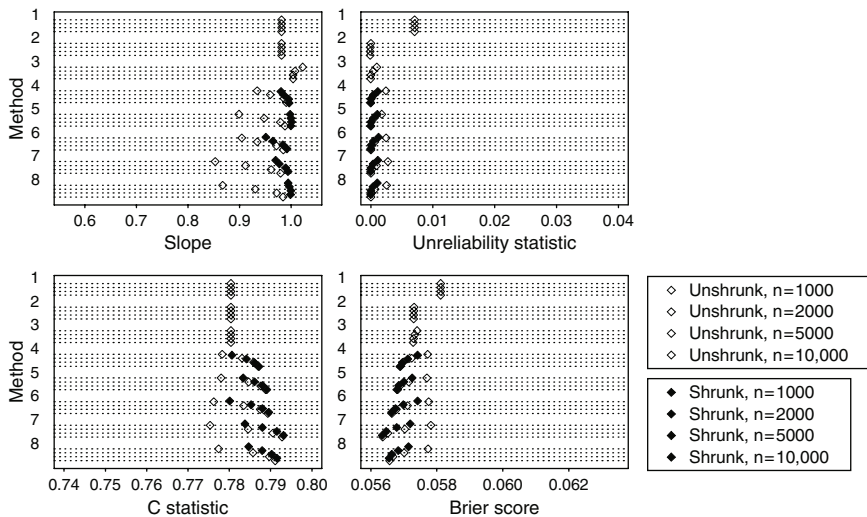 Method
1
2
3
4
5
6
7
8
0.6 0.7 0.8 0.9 1.0
Slope
0.00 0.01 0.02 0.03 0.04
Unreliability statistic
Method
1
2
3
4
5
6
7
8
0.74 0.75 0.76 0.77 0.78 0.79 0.80
C statistic
1
2
3
4
5
6
7
8
0.056 0.058 0.060 0.062
Brier score
1
2
3
4
5
6
7
8
Unshrunk, n=1000
Unshrunk, n=2000
Unshrunk, n=5000
Unshrunk, n=10,000
Shrunk, n=1000
Shrunk, n=2000
Shrunk, n=5000
Shrunk, n=10,000